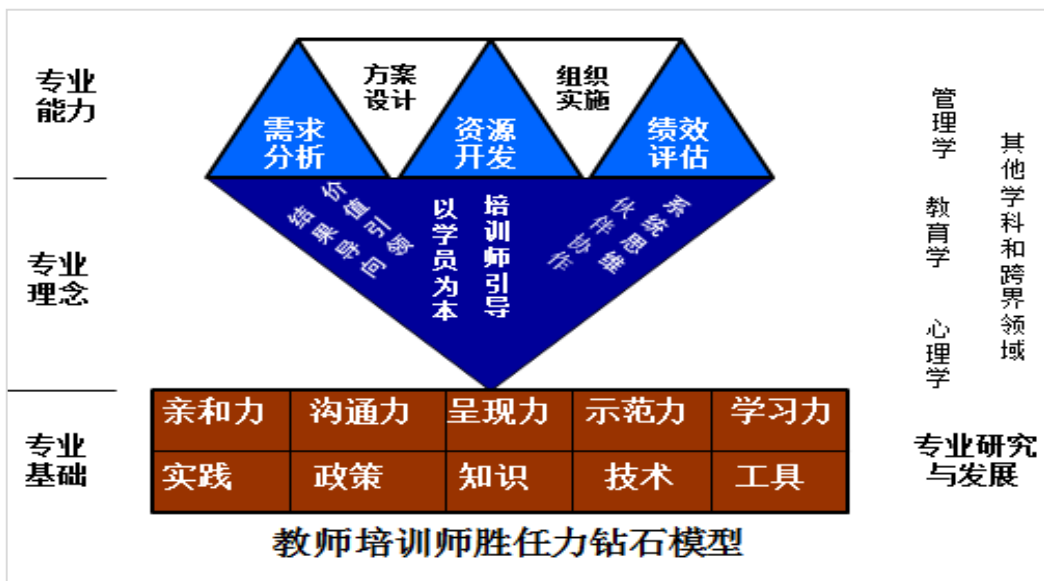 专业
能力
方案
设计
组织
实施
需求
分析
资源
开发
绩效
评估
专业
理念
价值引领
结果导向
以学员为本
培训师引导
系统思维
伙伴协作
管理学
教育学
心理学
其他学科和跨界领域
专业
基础
亲和力 沟通力 呈现力 示范力 学习力
实践 政策 知识 技术 工具
专业研究
与发展
教师培训师胜任力钻石模型